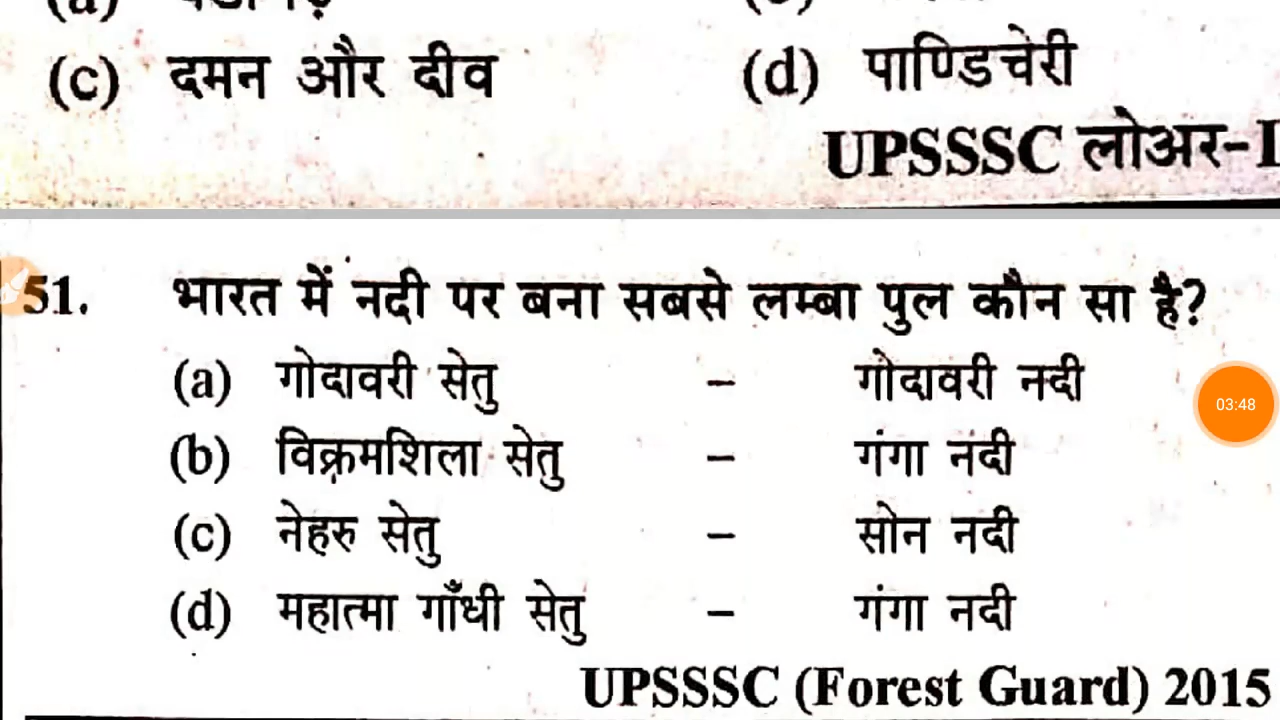 (c) दमन और दीव (d) पाण्डिचेरी
UPSSSC लोअर-I
51. भारत में नदी पर बना सबसे लम्बा पुल कौन सा है?
(a) गोदावरी सेतु – गोदावरी नदी
(b) विक्रमशिला सेतु – गंगा नदी
03:48
(c) नेहरु सेतु – सोन नदी
(d) महात्मा गाँधी सेतु – गंगा नदी
UPSSSC (Forest Guard) 2015